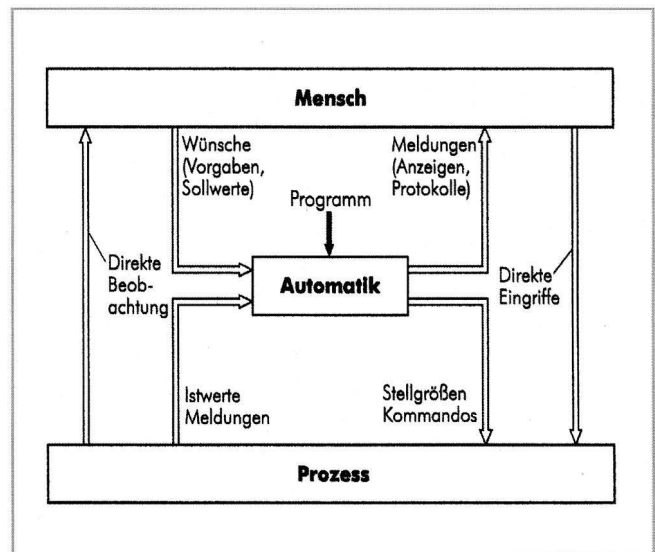 Mensch
Wünsche
(Vorgaben,
Sollwerte)
Meldungen
(Anzeigen,
Protokolle)
Programm
Direkte
Beob-
achtung
Automatik
Direkte
Eingriffe
Istwerte
Meldungen
Stellgrößen
Kommandos
Prozess